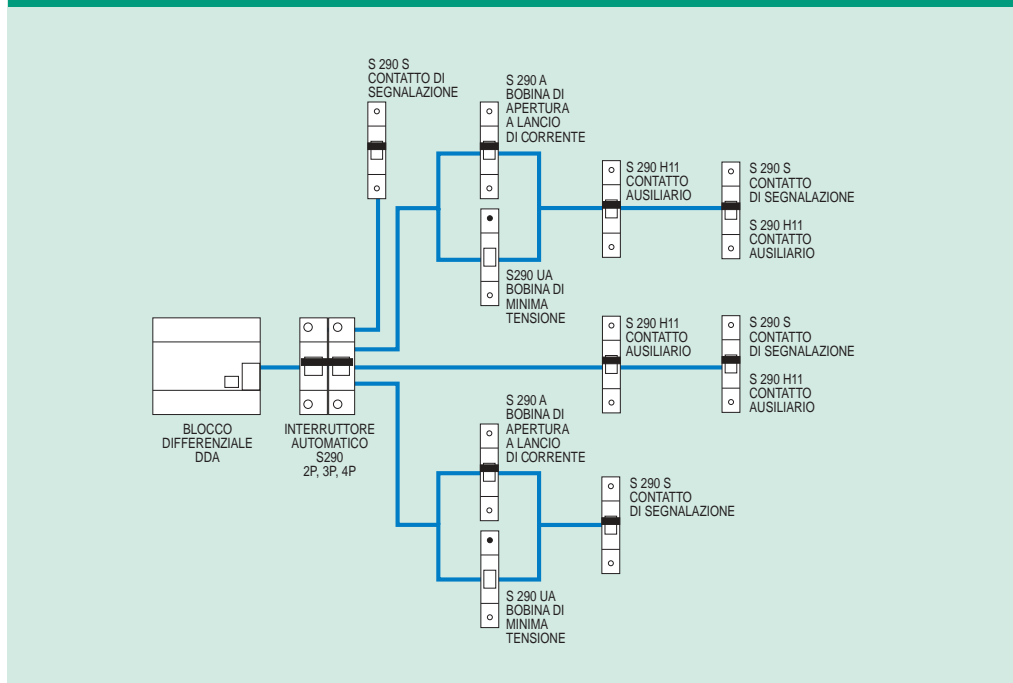 S 290 S
CONTATTO DI
SEGNALAZIONE
S 290 A
BOBINA DI
APERTURA
A LANCIO
DI CORRENTE
S 290 H11
CONTATTO
AUSILIARIO
S 290 S
CONTATTO
DI SEGNALAZIONE
S 290 H11
CONTATTO
AUSILIARIO
S290 UA
BOBINA DI
MINIMA
TENSIONE
S 290 H11
CONTATTO
AUSILIARIO
S 290 S
CONTATTO
DI SEGNALAZIONE
S 290 H11
CONTATTO
AUSILIARIO
BLOCCO
DIFFERENZIALE
DDA
INTERRUTTORE
AUTOMATICO
S290
2P, 3P, 4P
S 290 A
BOBINA DI
APERTURA
A LANCIO
DI CORRENTE
S 290 S
CONTATTO
DI SEGNALAZIONE
S 290 UA
BOBINA DI
MINIMA
TENSIONE